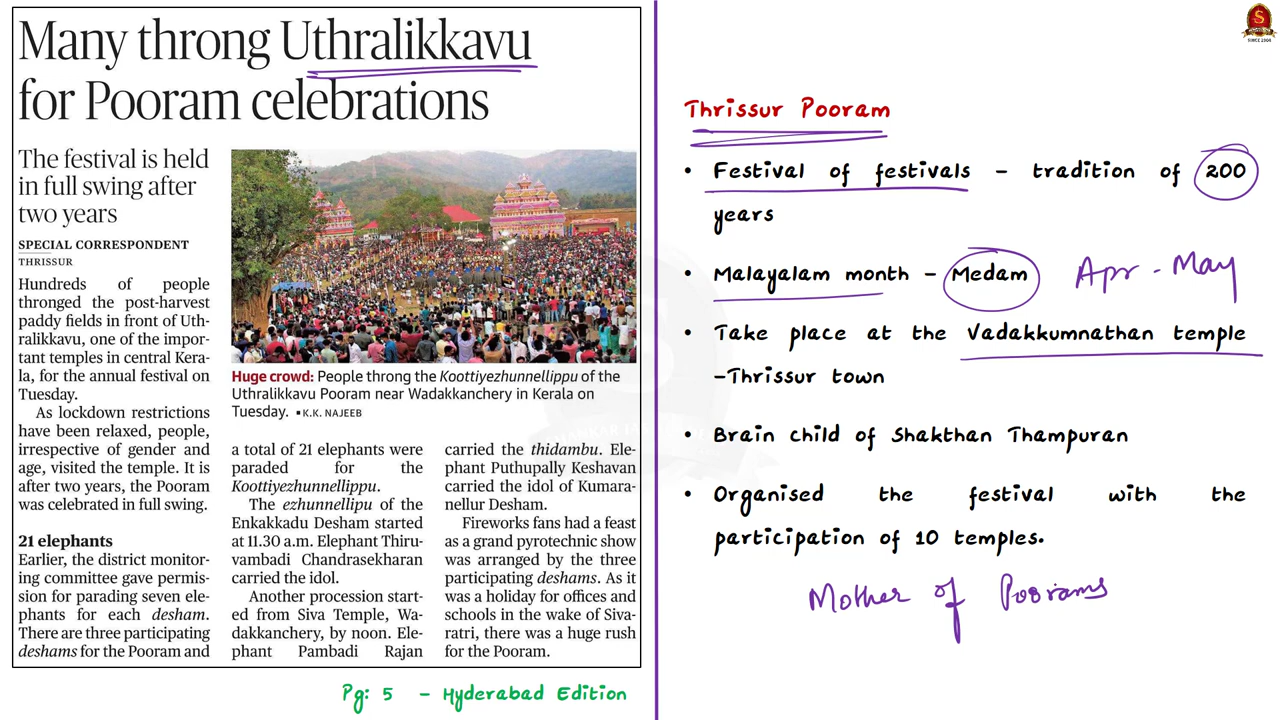 Many throng Uthralikkavu
for Pooram celebrations
The festival is held
in full swing after
two years
SPECIAL CORRESPONDENT
THRISSUR
Hundreds of people
thronged the post-harvest
paddy fields in front of Uth-
ralikkavu, one of the impor-
tant temples in central Kera-
la, for the annual festival on
Tuesday.
As lockdown restrictions
have been relaxed, people,
irrespective of gender and
age, visited the temple. It is
after two years, the Pooram
was celebrated in full swing.
21 elephants
Earlier, the district monitor-
ing committee gave permis-
sion for parading seven ele-
phants for each desham.
There are three participating
deshams for the Pooram and
Huge crowd: People throng the Koottiyezhunnellippu of the
Uthralikkavu Pooram near Wadakkanchery in Kerala on
Tuesday. ▪ K.K. NAJEEB
a total of 21 elephants were
paraded for the
Koottiyezhunnellippu.
The ezhunnellipu of the
Enkakkadu Desham started
at 11.30 a.m. Elephant Thiru-
vambadi Chandrasekharan
carried the idol.
Another procession start-
ed from Siva Temple, Wa-
dakkanchery, by noon. Ele-
phant Pambadi Rajan
carried the thidambu. Ele-
phant Puthupally Keshavan
carried the idol of Kumara-
nellur Desham.
Fireworks fans had a feast
as a grand pyrotechnic show
was arranged by the three
participating deshams. As it
was a holiday for offices and
schools in the wake of Siva-
ratri, there was a huge rush
for the Pooram.
Pg: 5 - Hyderabad Edition
SINCE 2004
Thrissur Pooram
• Festival of festivals - tradition of 200
years
• Malayalam month - Medam Apr - May
• Take place at the Vadakkumnathan temple
-Thrissur town
• Brain child of Shakthan Thampuran
• Organised the festival with the
participation of 10 temples.
Mother of Poorams